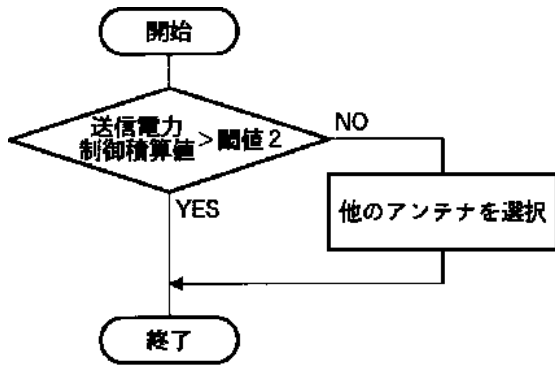 開始
送信電力
制御積算値 > 閾値2
NO
YES
他のアンテナを選択
終了